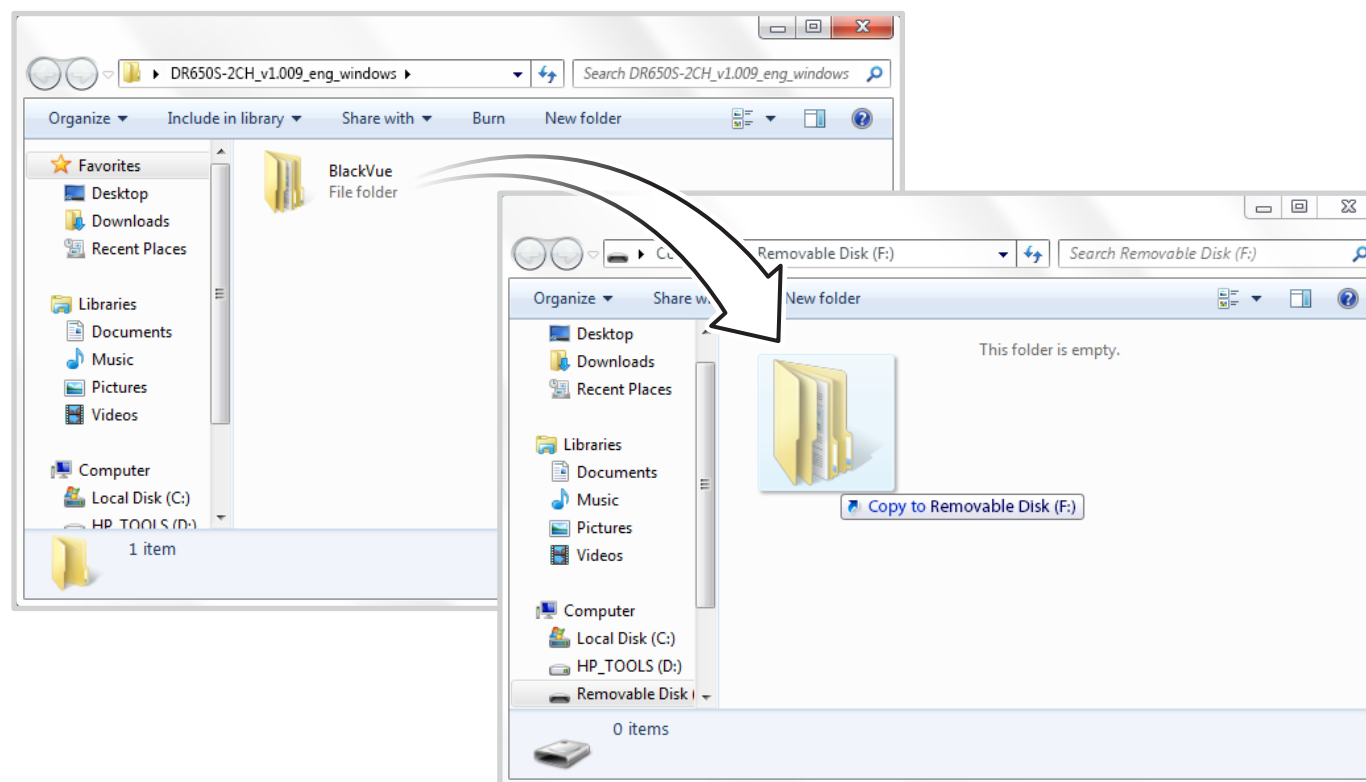 DR650S-2CH_v1.009_eng_windows
Search DR650S-2CH_v1.009_eng_windows
Organize Include in library Share with Burn New folder
Favorites
Desktop
Downloads
Recent Places
Libraries
Documents
Music
Pictures
Videos
Computer
Local Disk (C:)
HP_TOOLS (D:)
BlackVue
File folder
1 item
Removable Disk (F:)
Search Removable Disk (F:)
Organize Share New folder
Desktop
Downloads
Recent Places
Libraries
Documents
Music
Pictures
Videos
Computer
Local Disk (C:)
HP_TOOLS (D:)
Removable Disk (
This folder is empty.
Copy to Removable Disk (F:)
0 items